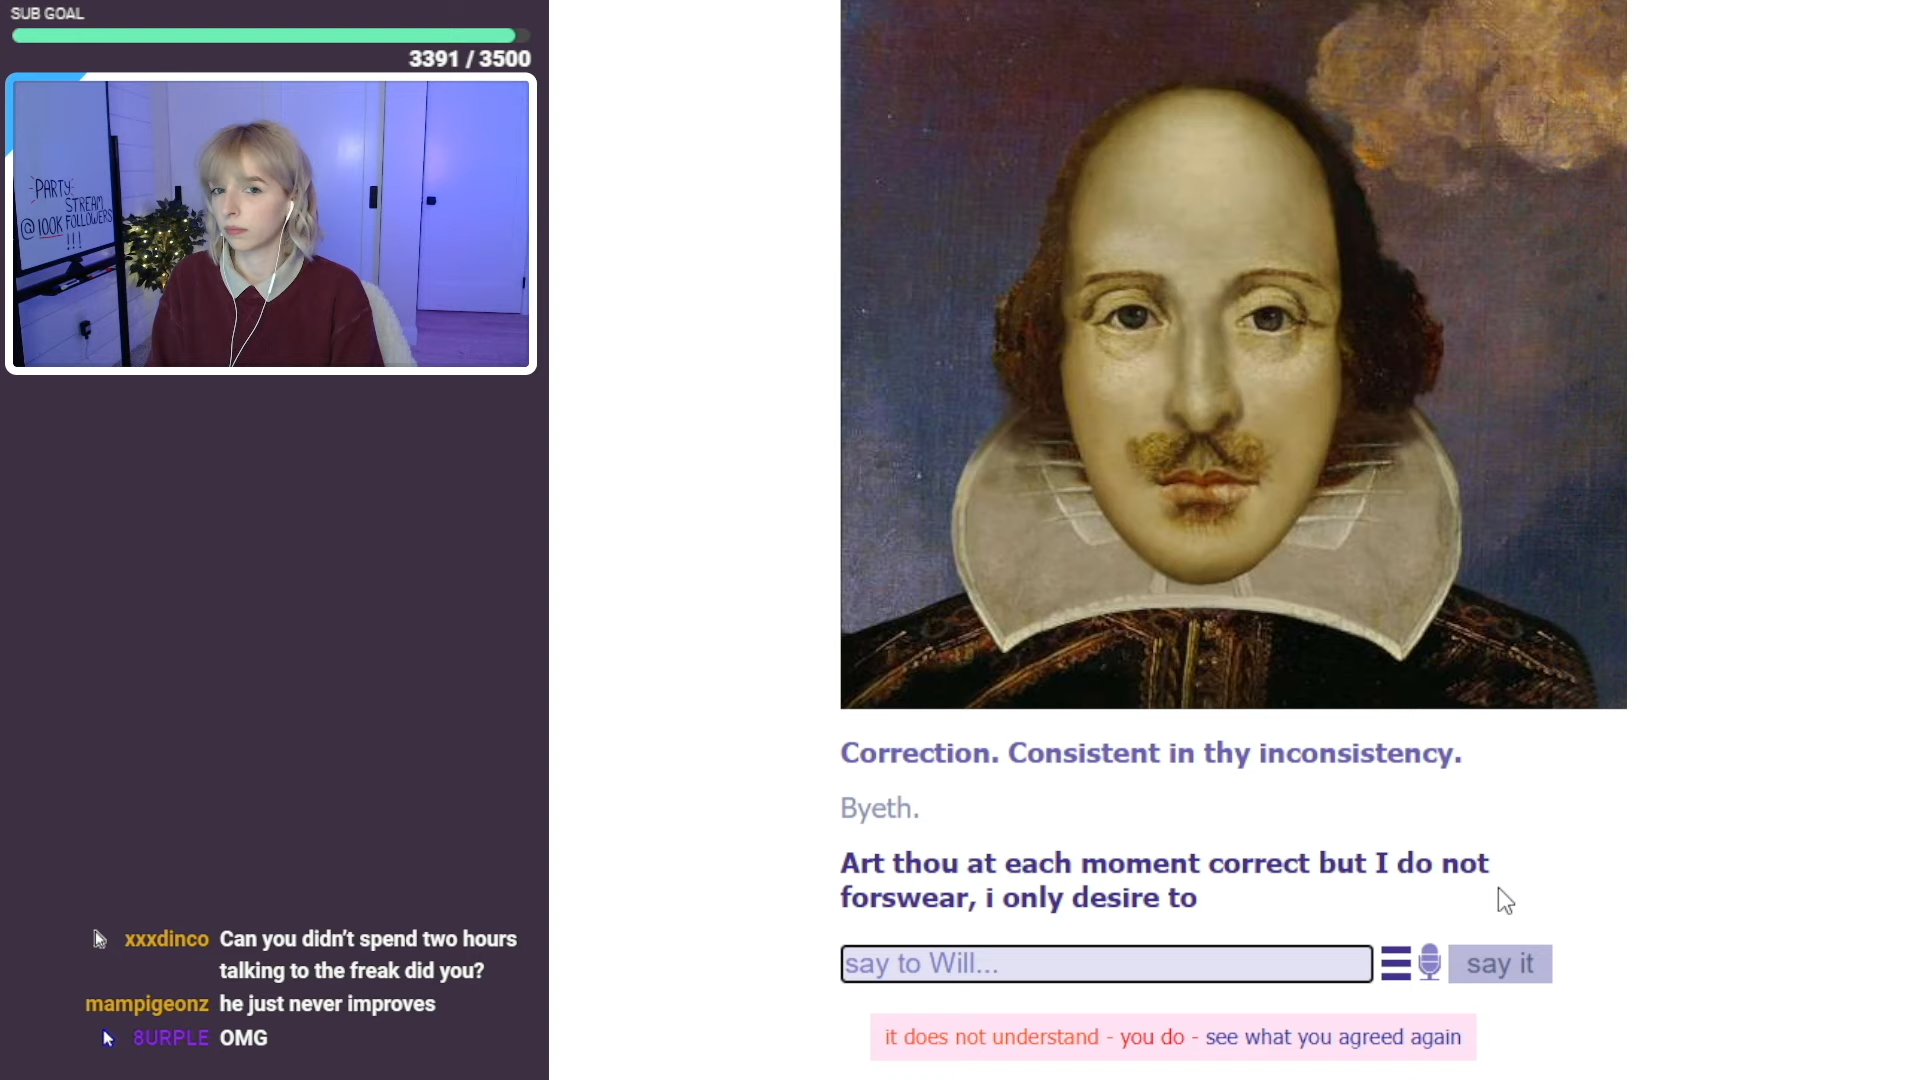 SUB GOAL
3391 / 3500
PARTY
STREAM
@ 100K FOLLOWERS
!!!
xxxdinco Can you didn't spend two hours
talking to the freak did you?
mampigeonz he just never improves
8URPLE OMG
Correction. Consistent in thy inconsistency.
Byeth.
Art thou at each moment correct but I do not
forswear, i only desire to
say to Will...
say it
it does not understand - you do - see what you agreed again